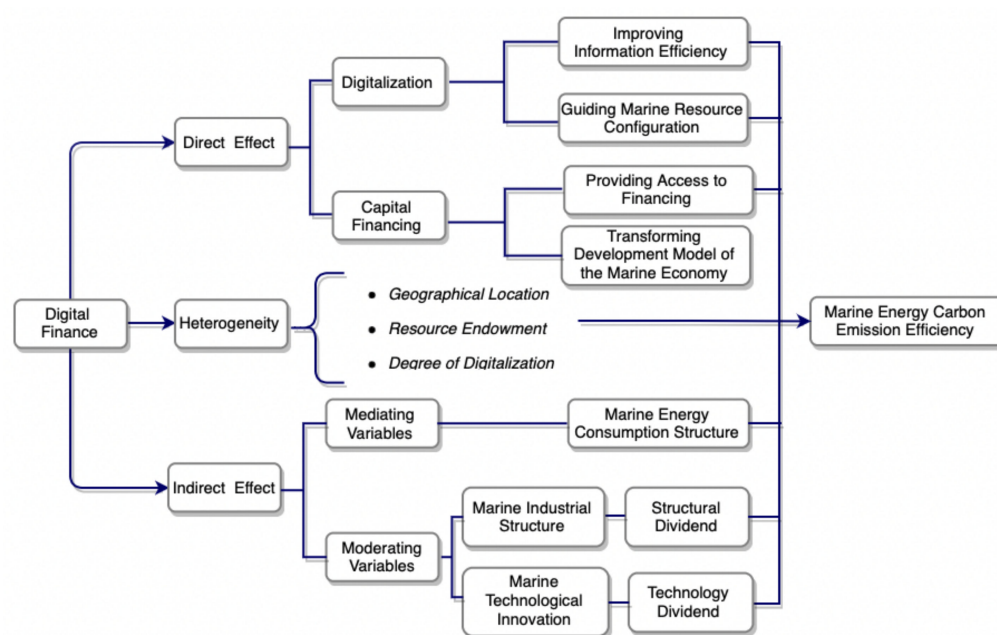 Improving
Information Efficiency
Digitalization
Guiding Marine Resource
Configuration
Direct Effect
Providing Access to
Financing
Capital
Financing
Transforming
Development Model of
the Marine Economy
Digital
Finance
Heterogeneity
• Geographical Location
• Resource Endowment
• Degree of Digitalization
Marine Energy Carbon
Emission Efficiency
Mediating
Variables
Marine Energy
Consumption Structure
Indirect Effect
Marine Industrial
Structure
Structural
Dividend
Moderating
Variables
Marine
Technological
Innovation
Technology
Dividend